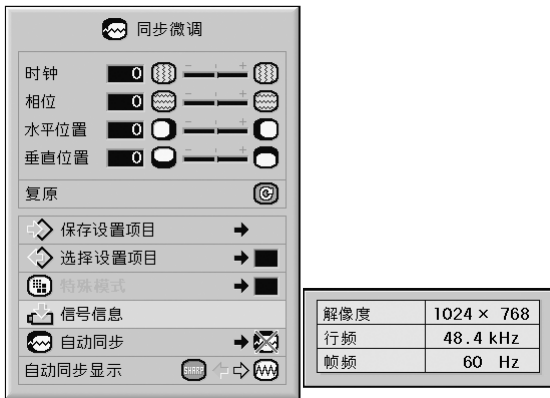 同步微调
时钟 0 - +
相位 0 - +
水平位置 0 - +
垂直位置 0 - +
复原
保存设置项目
选择设置项目
特殊模式
信号信息
自动同步
自动同步显示 SHARP
解像度 1024 × 768
行频 48.4 kHz
帧频 60 Hz